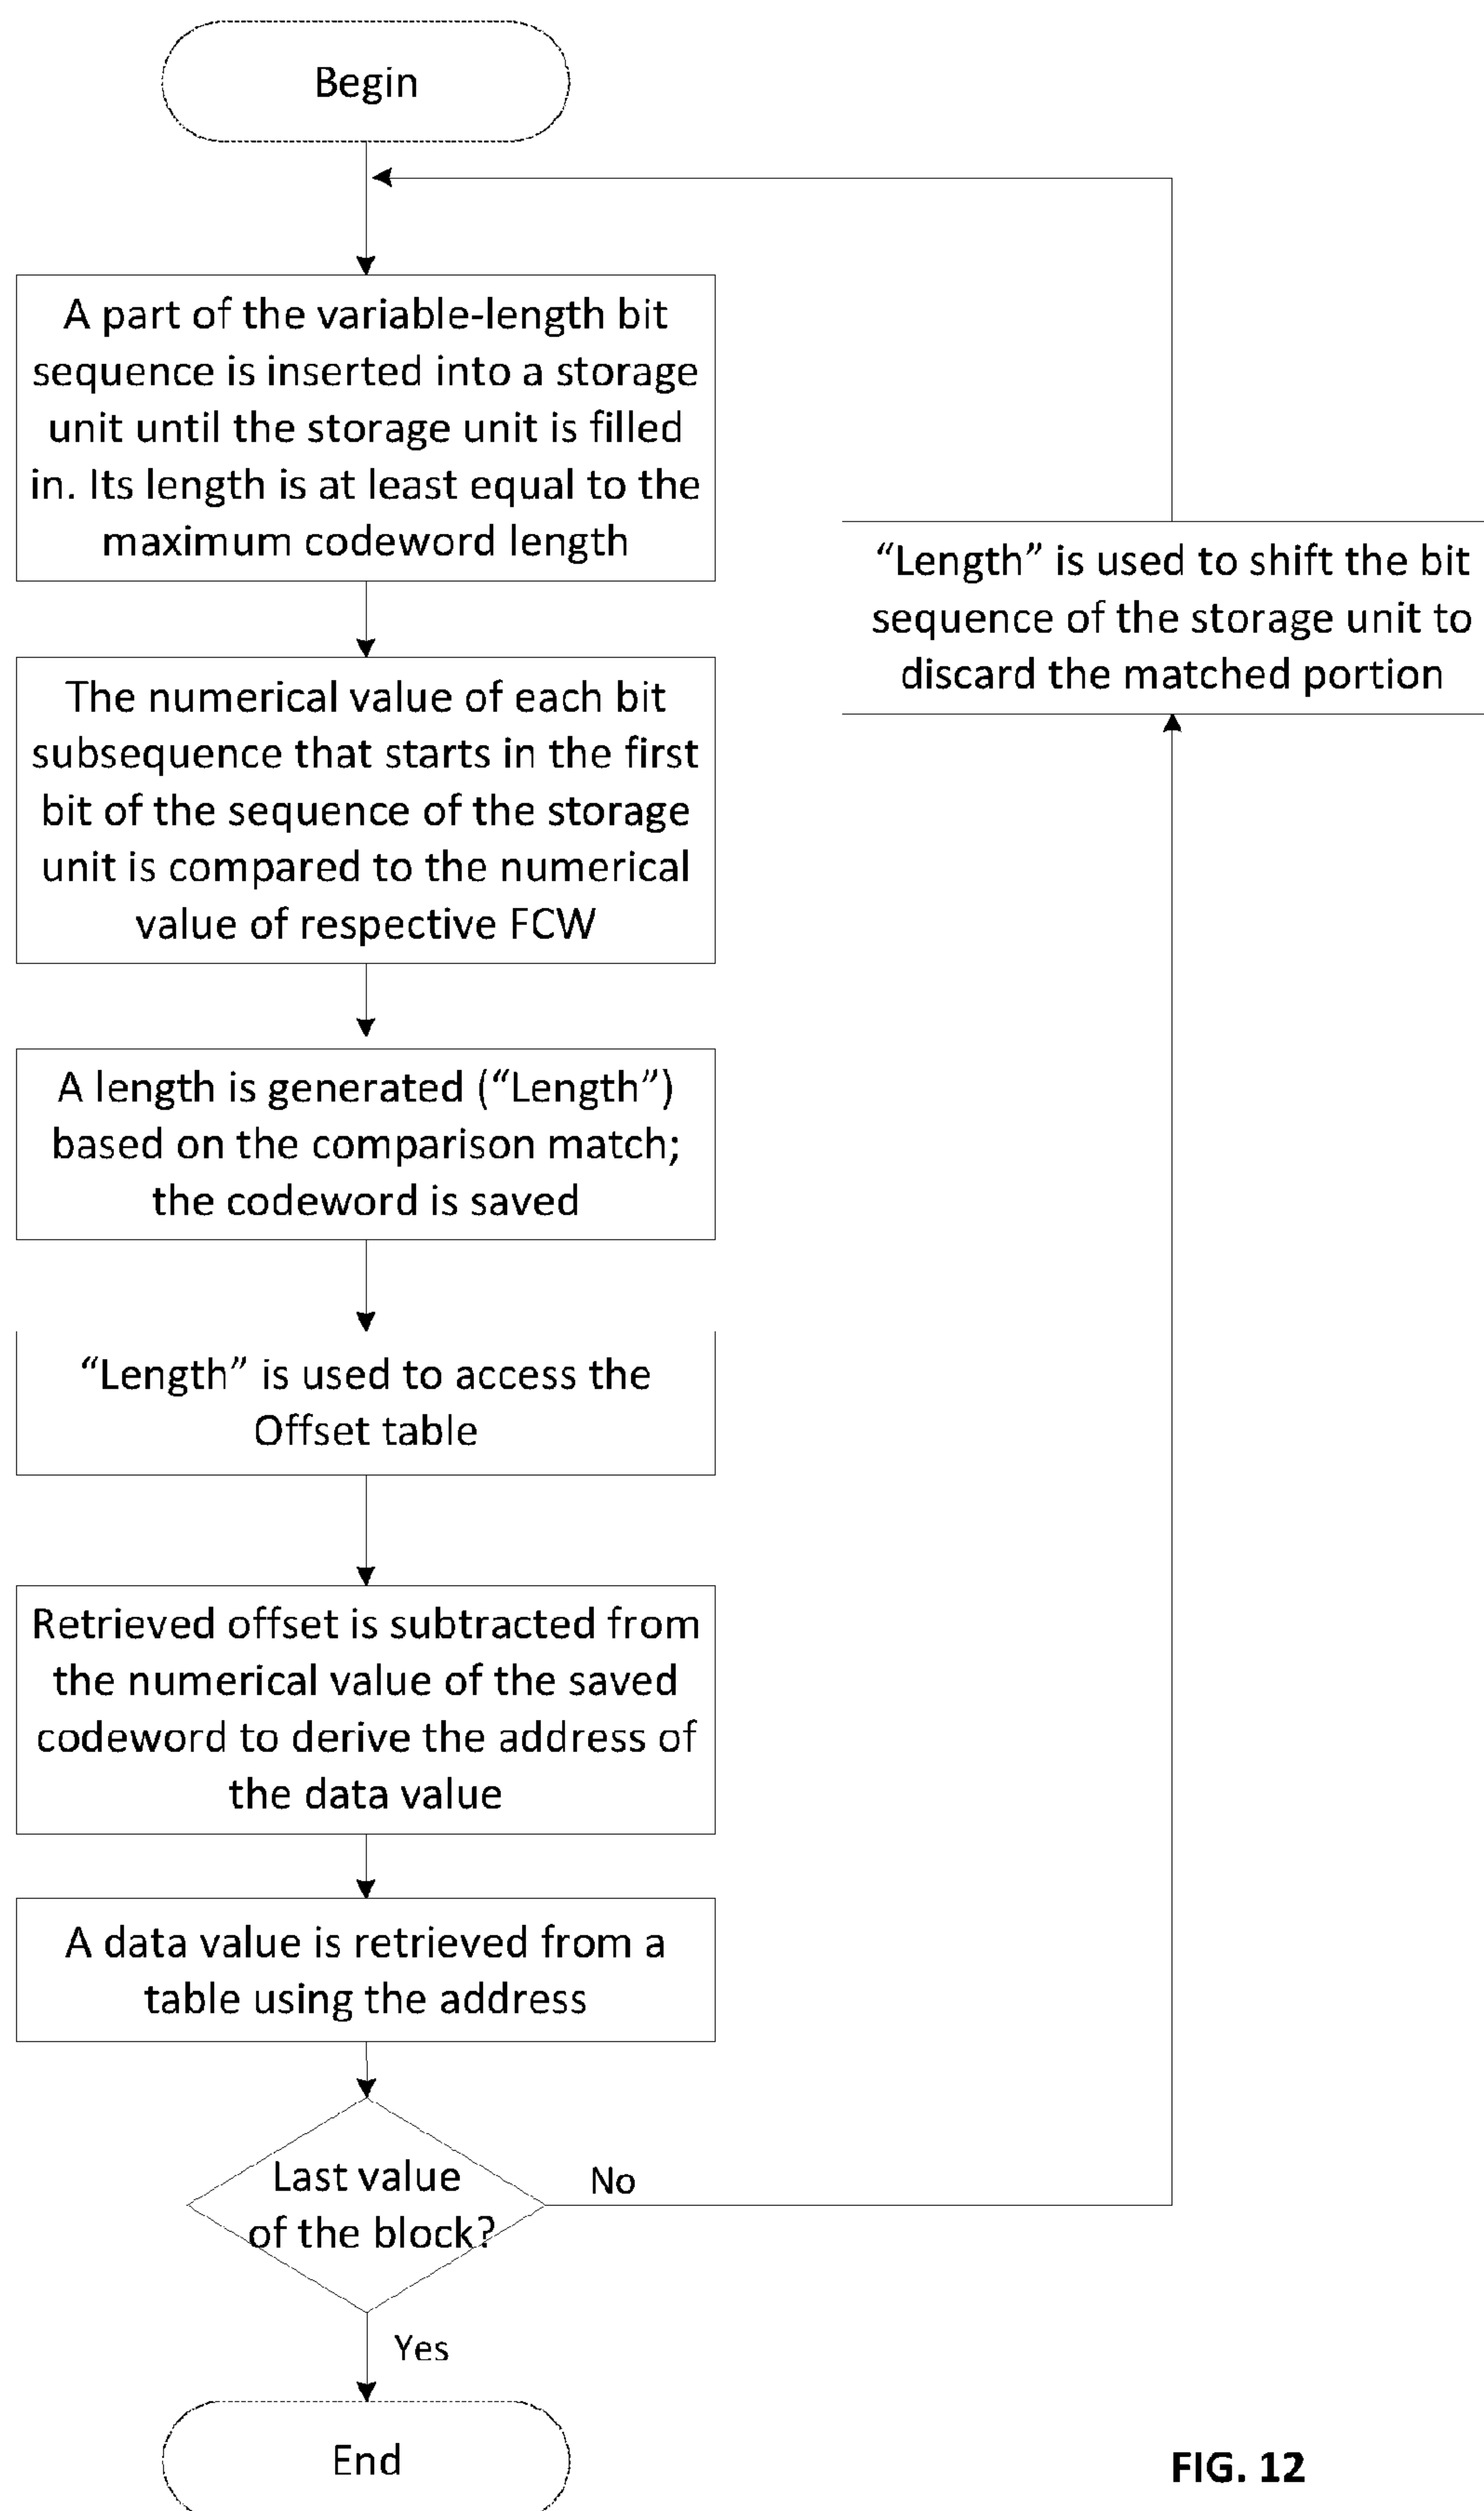 Begin
A part of the variable-length bit
sequence is inserted into a storage
unit until the storage unit is filled
in. Its length is at least equal to the
maximum codeword length
“Length” is used to shift the bit
sequence of the storage unit to
discard the matched portion
The numerical value of each bit
subsequence that starts in the first
bit of the sequence of the storage
unit is compared to the numerical
value of respective FCW
A length is generated (“Length”)
based on the comparison match;
the codeword is saved
“Length” is used to access the
Offset table
Retrieved offset is subtracted from
the numerical value of the saved
codeword to derive the address of
the data value
A data value is retrieved from a
table using the address
Last value
of the block?
No
Yes
End
FIG. 12